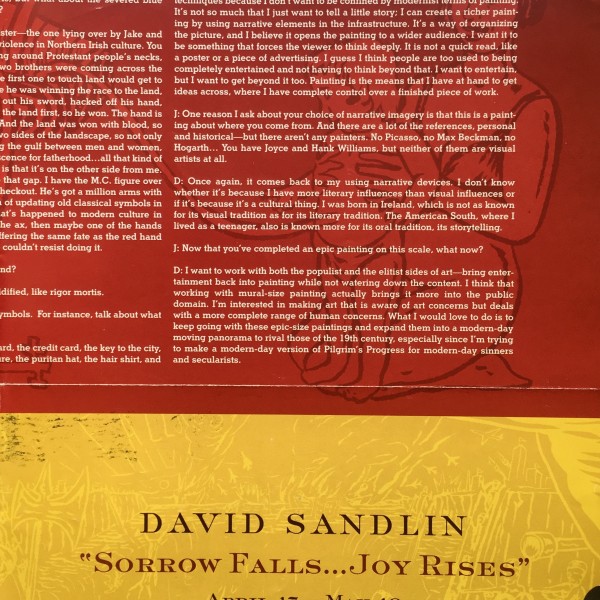 techniques because I don't want to be confined by modernist terms of painting.
It's not so much that I just want to tell a little story; I can create a richer paint-
ing by using narrative elements in the infrastructure. It's a way of organizing
the picture, and I believe it opens the painting to a wider audience. I want it to
be something that forces the viewer to think deeply. It is not a quick read, like
a poster or a piece of advertising. I guess I think people are too used to being
completely entertained and not having to think beyond that. I want to entertain,
but I want to get beyond it too. Painting is the means that I have at hand to get
ideas across, where I have complete control over a finished piece of work.
J: One reason I ask about your choice of narrative imagery is that this is a paint-
ing about where you come from. And there are a lot of the references, personal
and historical—but there aren't any painters. No Picasso, no Max Beckman, no
Hogarth... You have Joyce and Hank Williams, but neither of them are visual
artists at all.
D: Once again, it comes back to my using narrative devices. I don't know
whether it's because I have more literary influences than visual influences or
if it's because it's a cultural thing. I was born in Ireland, which is not as known
for its visual tradition as for its literary tradition. The American South, where I
lived as a teenager, also is known more for its oral tradition, its storytelling.
J: Now that you've completed an epic painting on this scale, what now?
D: I want to work with both the populist and the elitist sides of art—bring enter-
tainment back into painting while not watering down the content. I think that
working with mural-size painting actually brings it more into the public
domain. I'm interested in making art that is aware of art concerns but deals
with a more complete range of human concerns. What I would love to do is to
keep going with these epic-size paintings and expand them into a modern-day
moving panorama to rival those of the 19th century, especially since I'm trying
to make a modern-day version of Pilgrim's Progress for modern-day sinners
and secularists.
ster—the one lying over by Jake and
violence in Northern Irish culture. You
ng around Protestant people's necks,
wo brothers were coming across the
e first one to touch land would get to
e he was winning the race to the land,
out his sword, hacked off his hand,
the land first, so he won. The hand is
And the land was won with blood, so
wo sides of the landscape, so not only
g the gulf between men and women,
scence for fatherhood...all that kind of
is that it's on the other side from me.
that gap. I have the M.C. figure over
heckout. He's got a million arms with
of updating old classical symbols in
at's happened to modern culture in
he ax, then maybe one of the hands
ffering the same fate as the red hand
couldn't resist doing it.
nd?
idified, like rigor mortis.
ymbols. For instance, talk about what
ard, the credit card, the key to the city,
re, the puritan hat, the hair shirt, and
DAVID SANDLIN
"SORROW FALLS...JOY RISES"